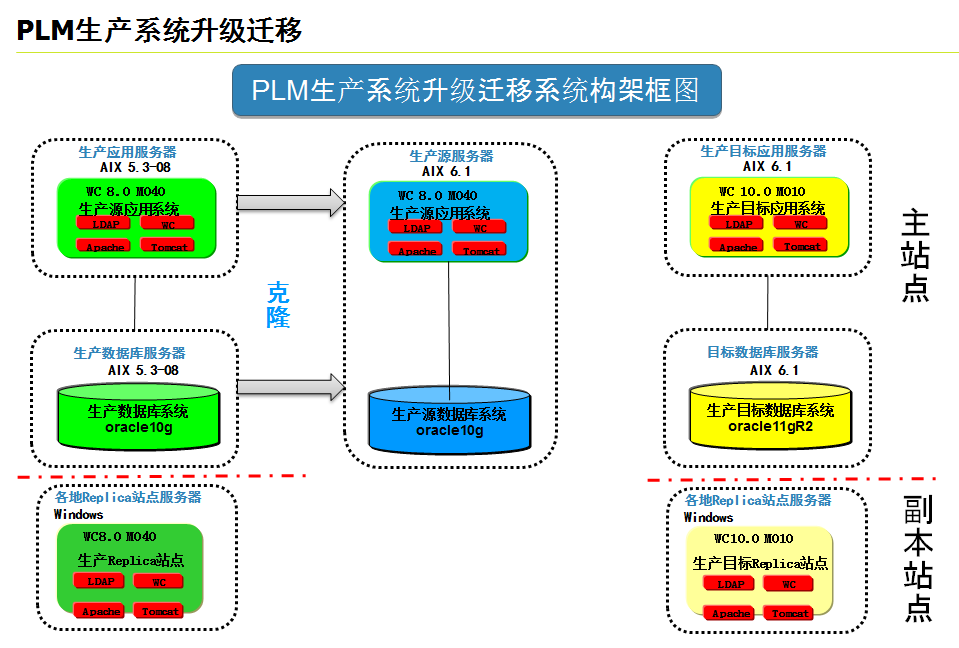 PLM生产系统升级迁移
PLM生产系统升级迁移系统构架框图
生产应用服务器
AIX 5.3-08
WC 8.0 M040
生产源应用系统
LDAP
WC
Apache
Tomcat
生产数据库服务器
AIX 5.3-08
生产数据库系统
oracle10g
克隆
生产源服务器
AIX 6.1
WC 8.0 M040
生产源应用系统
LDAP
WC
Apache
Tomcat
生产源数据库系统
oracle10g
生产目标应用服务器
AIX 6.1
WC 10.0 M010
生产目标应用系统
LDAP
WC
Apache
Tomcat
目标数据库服务器
AIX 6.1
生产目标数据库系统
oracle11gR2
主站点
各地Replica站点服务器
Windows
WC8.0 M040
生产Replica站点
LDAP
WC
Apache
Tomcat
各地Replica站点服务器
Windows
WC10.0 M010
生产目标Replica站点
LDAP
WC
Apache
Tomcat
副本站点